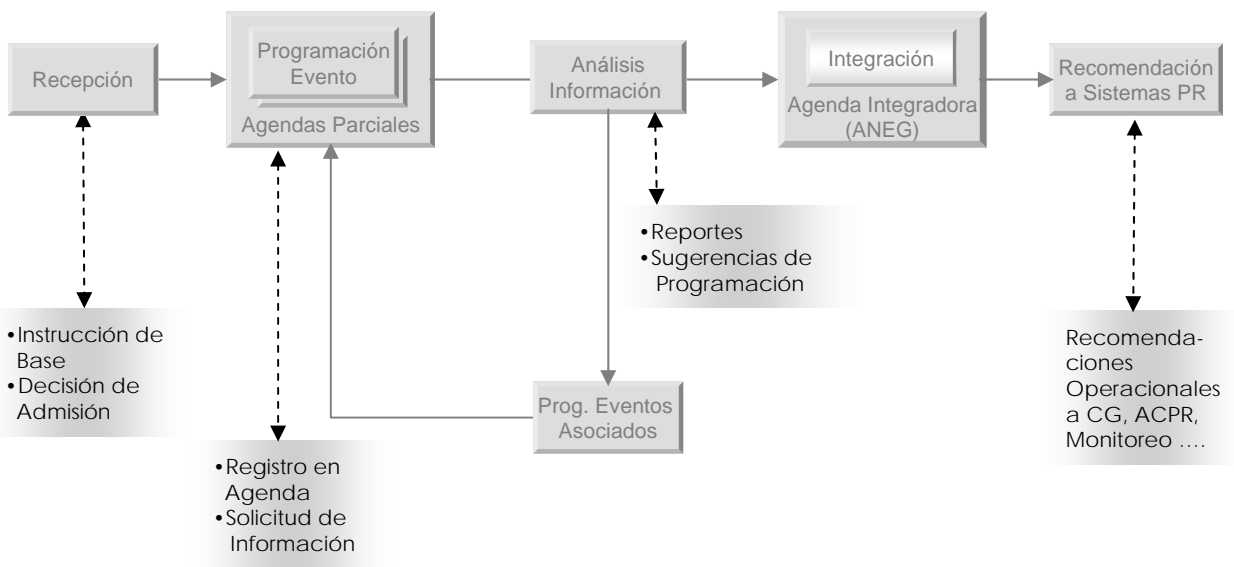 Recepción
Programación
Evento
Agendas Parciales
Análisis
Información
Integración
Agenda Integradora
(ANEG)
Recomendación
a Sistemas PR
•Reportes
•Sugerencias de
Programación
•Instrucción de
Base
•Decisión de
Admisión
Prog. Eventos
Asociados
•Registro en
Agenda
•Solicitud de
Información
Recomenda-
ciones
Operacionales
a CG, ACPR,
Monitoreo ....